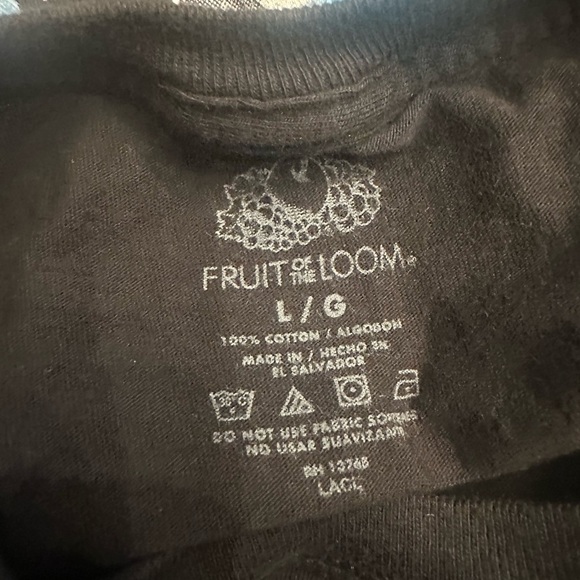 FRUIT OF THE LOOM®
L / G
100% COTTON / ALGODÓN
MADE IN / HECHO EN
EL SALVADOR
DO NOT USE FABRIC SOFTENER
NO USAR SUAVIZANTE
RN 13765